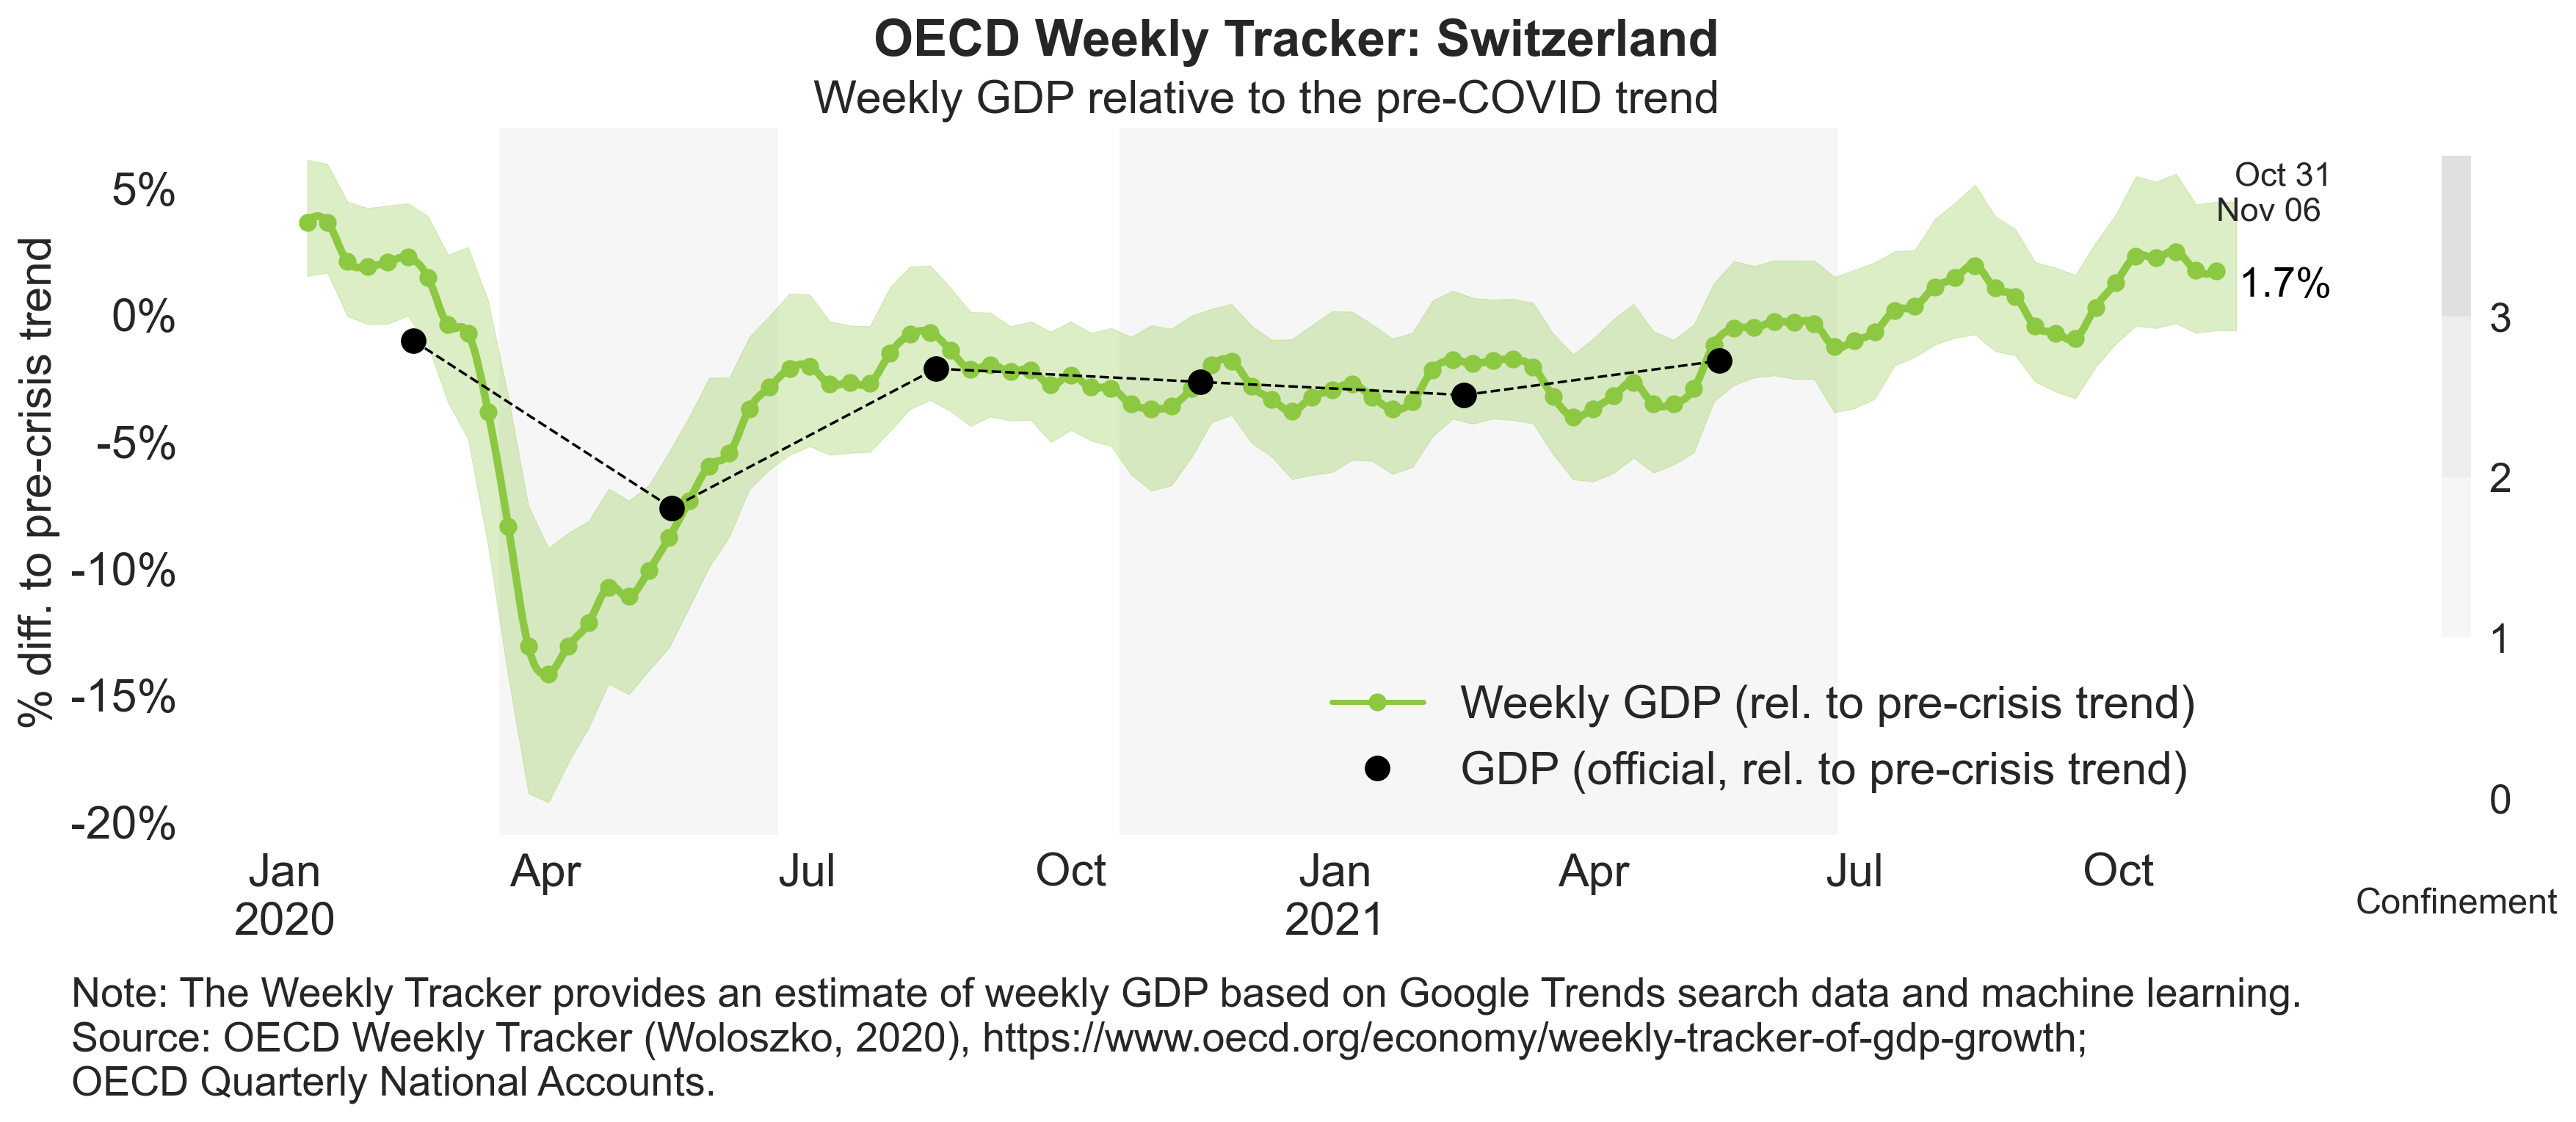 OECD Weekly Tracker: Switzerland
Weekly GDP relative to the pre-COVID trend
% diff. to pre-crisis trend
5%
0%
-5%
-10%
-15%
-20%
Oct 31
Nov 06
1.7%
Weekly GDP (rel. to pre-crisis trend)
GDP (official, rel. to pre-crisis trend)
Jan
2020
Apr
Jul
Oct
Jan
2021
Apr
Jul
Oct
3
2
1
0
Confinement
Note: The Weekly Tracker provides an estimate of weekly GDP based on Google Trends search data and machine learning.
Source: OECD Weekly Tracker (Woloszko, 2020), https://www.oecd.org/economy/weekly-tracker-of-gdp-growth;
OECD Quarterly National Accounts.